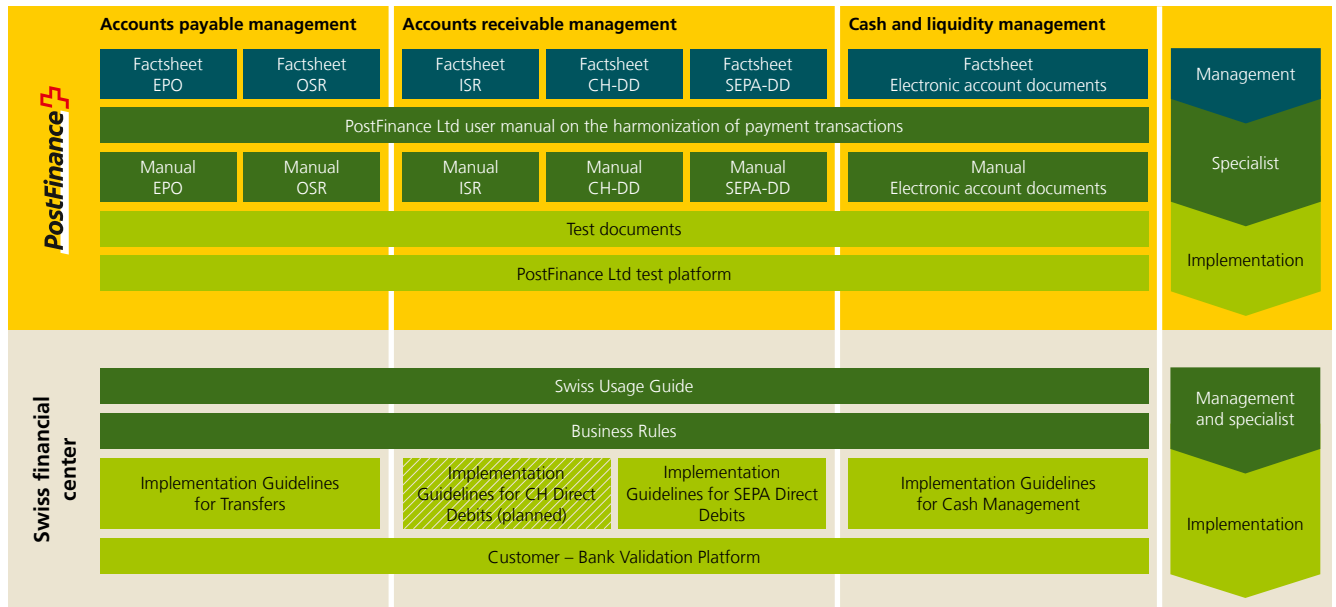 Accounts payable management
Accounts receivable management
Cash and liquidity management
PostFinance
Factsheet
EPO
Factsheet
OSR
Factsheet
ISR
Factsheet
CH-DD
Factsheet
SEPA-DD
Factsheet
Electronic account documents
Management
PostFinance Ltd user manual on the harmonization of payment transactions
Manual
EPO
Manual
OSR
Manual
ISR
Manual
CH-DD
Manual
SEPA-DD
Manual
Electronic account documents
Specialist
Test documents
PostFinance Ltd test platform
Implementation
Swiss financial
center
Swiss Usage Guide
Business Rules
Management
and specialist
Implementation Guidelines
for Transfers
Implementation
Guidelines for CH Direct
Debits (planned)
Implementation
Guidelines for SEPA Direct
Debits
Implementation Guidelines
for Cash Management
Implementation
Customer – Bank Validation Platform